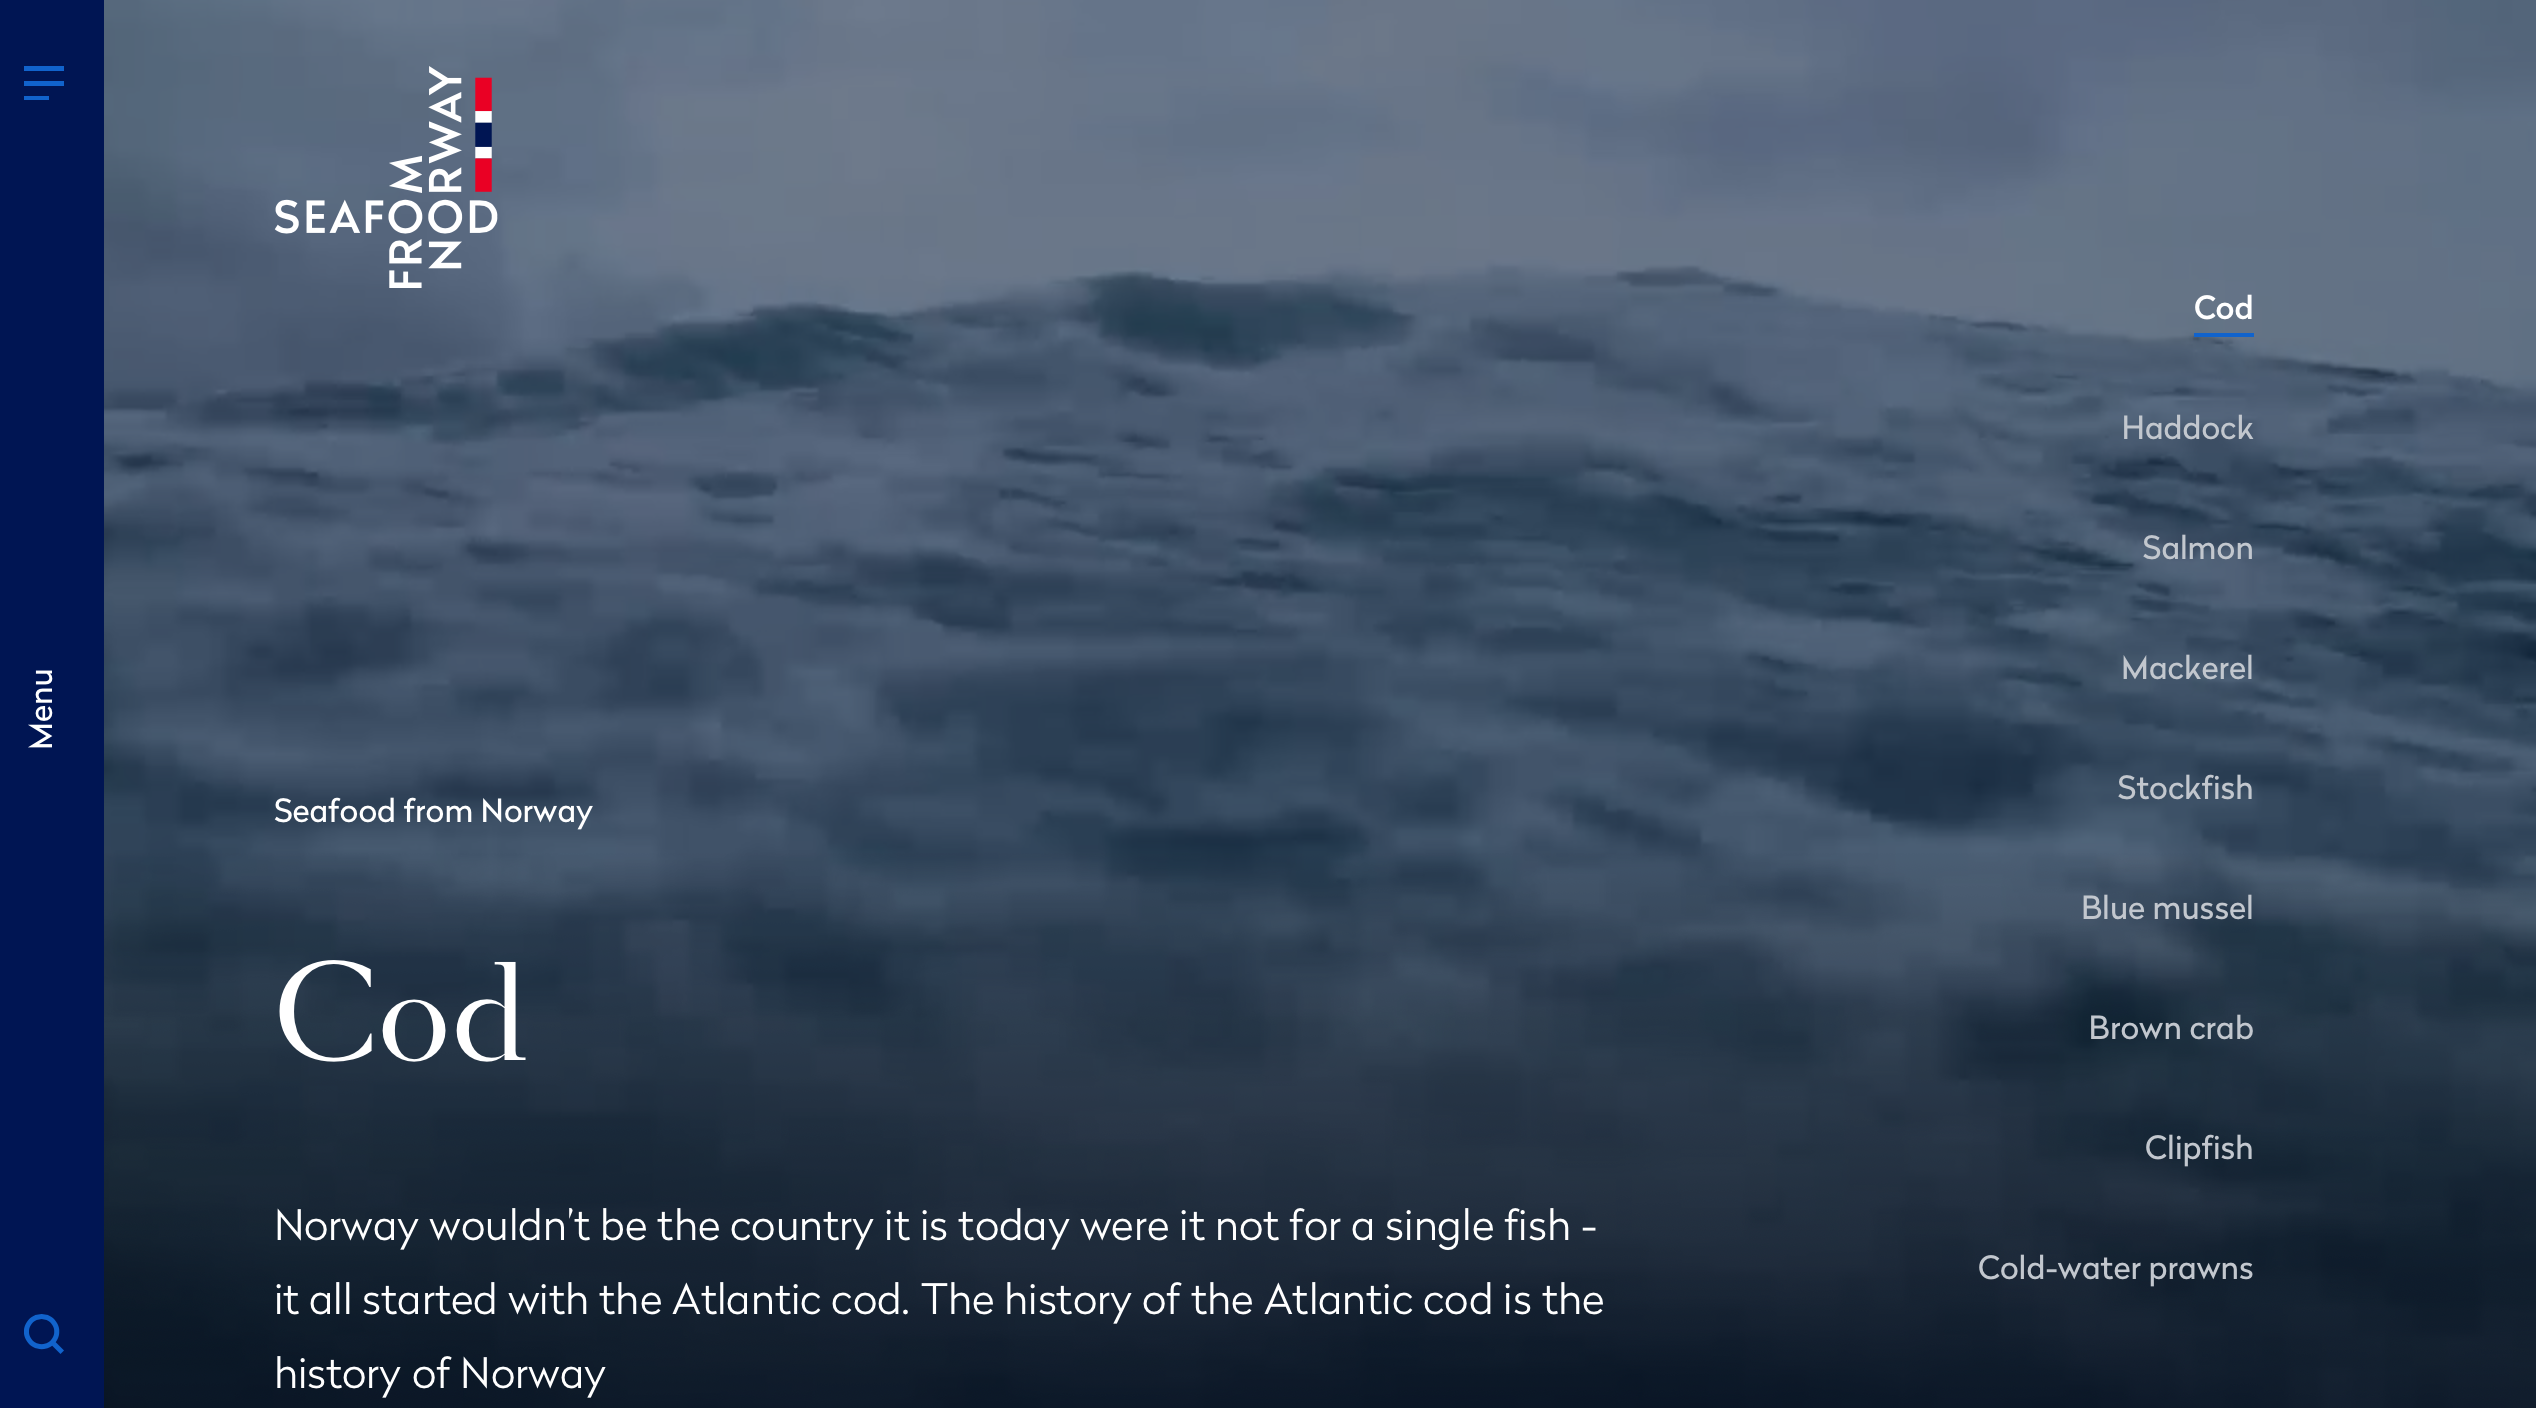 SEAFOOD
FROM
NORWAY
Menu
Cod
Haddock
Salmon
Mackerel
Stockfish
Blue mussel
Brown crab
Clipfish
Cold-water prawns
Seafood from Norway
Cod
Norway wouldn't be the country it is today were it not for a single fish -
it all started with the Atlantic cod. The history of the Atlantic cod is the
history of Norway